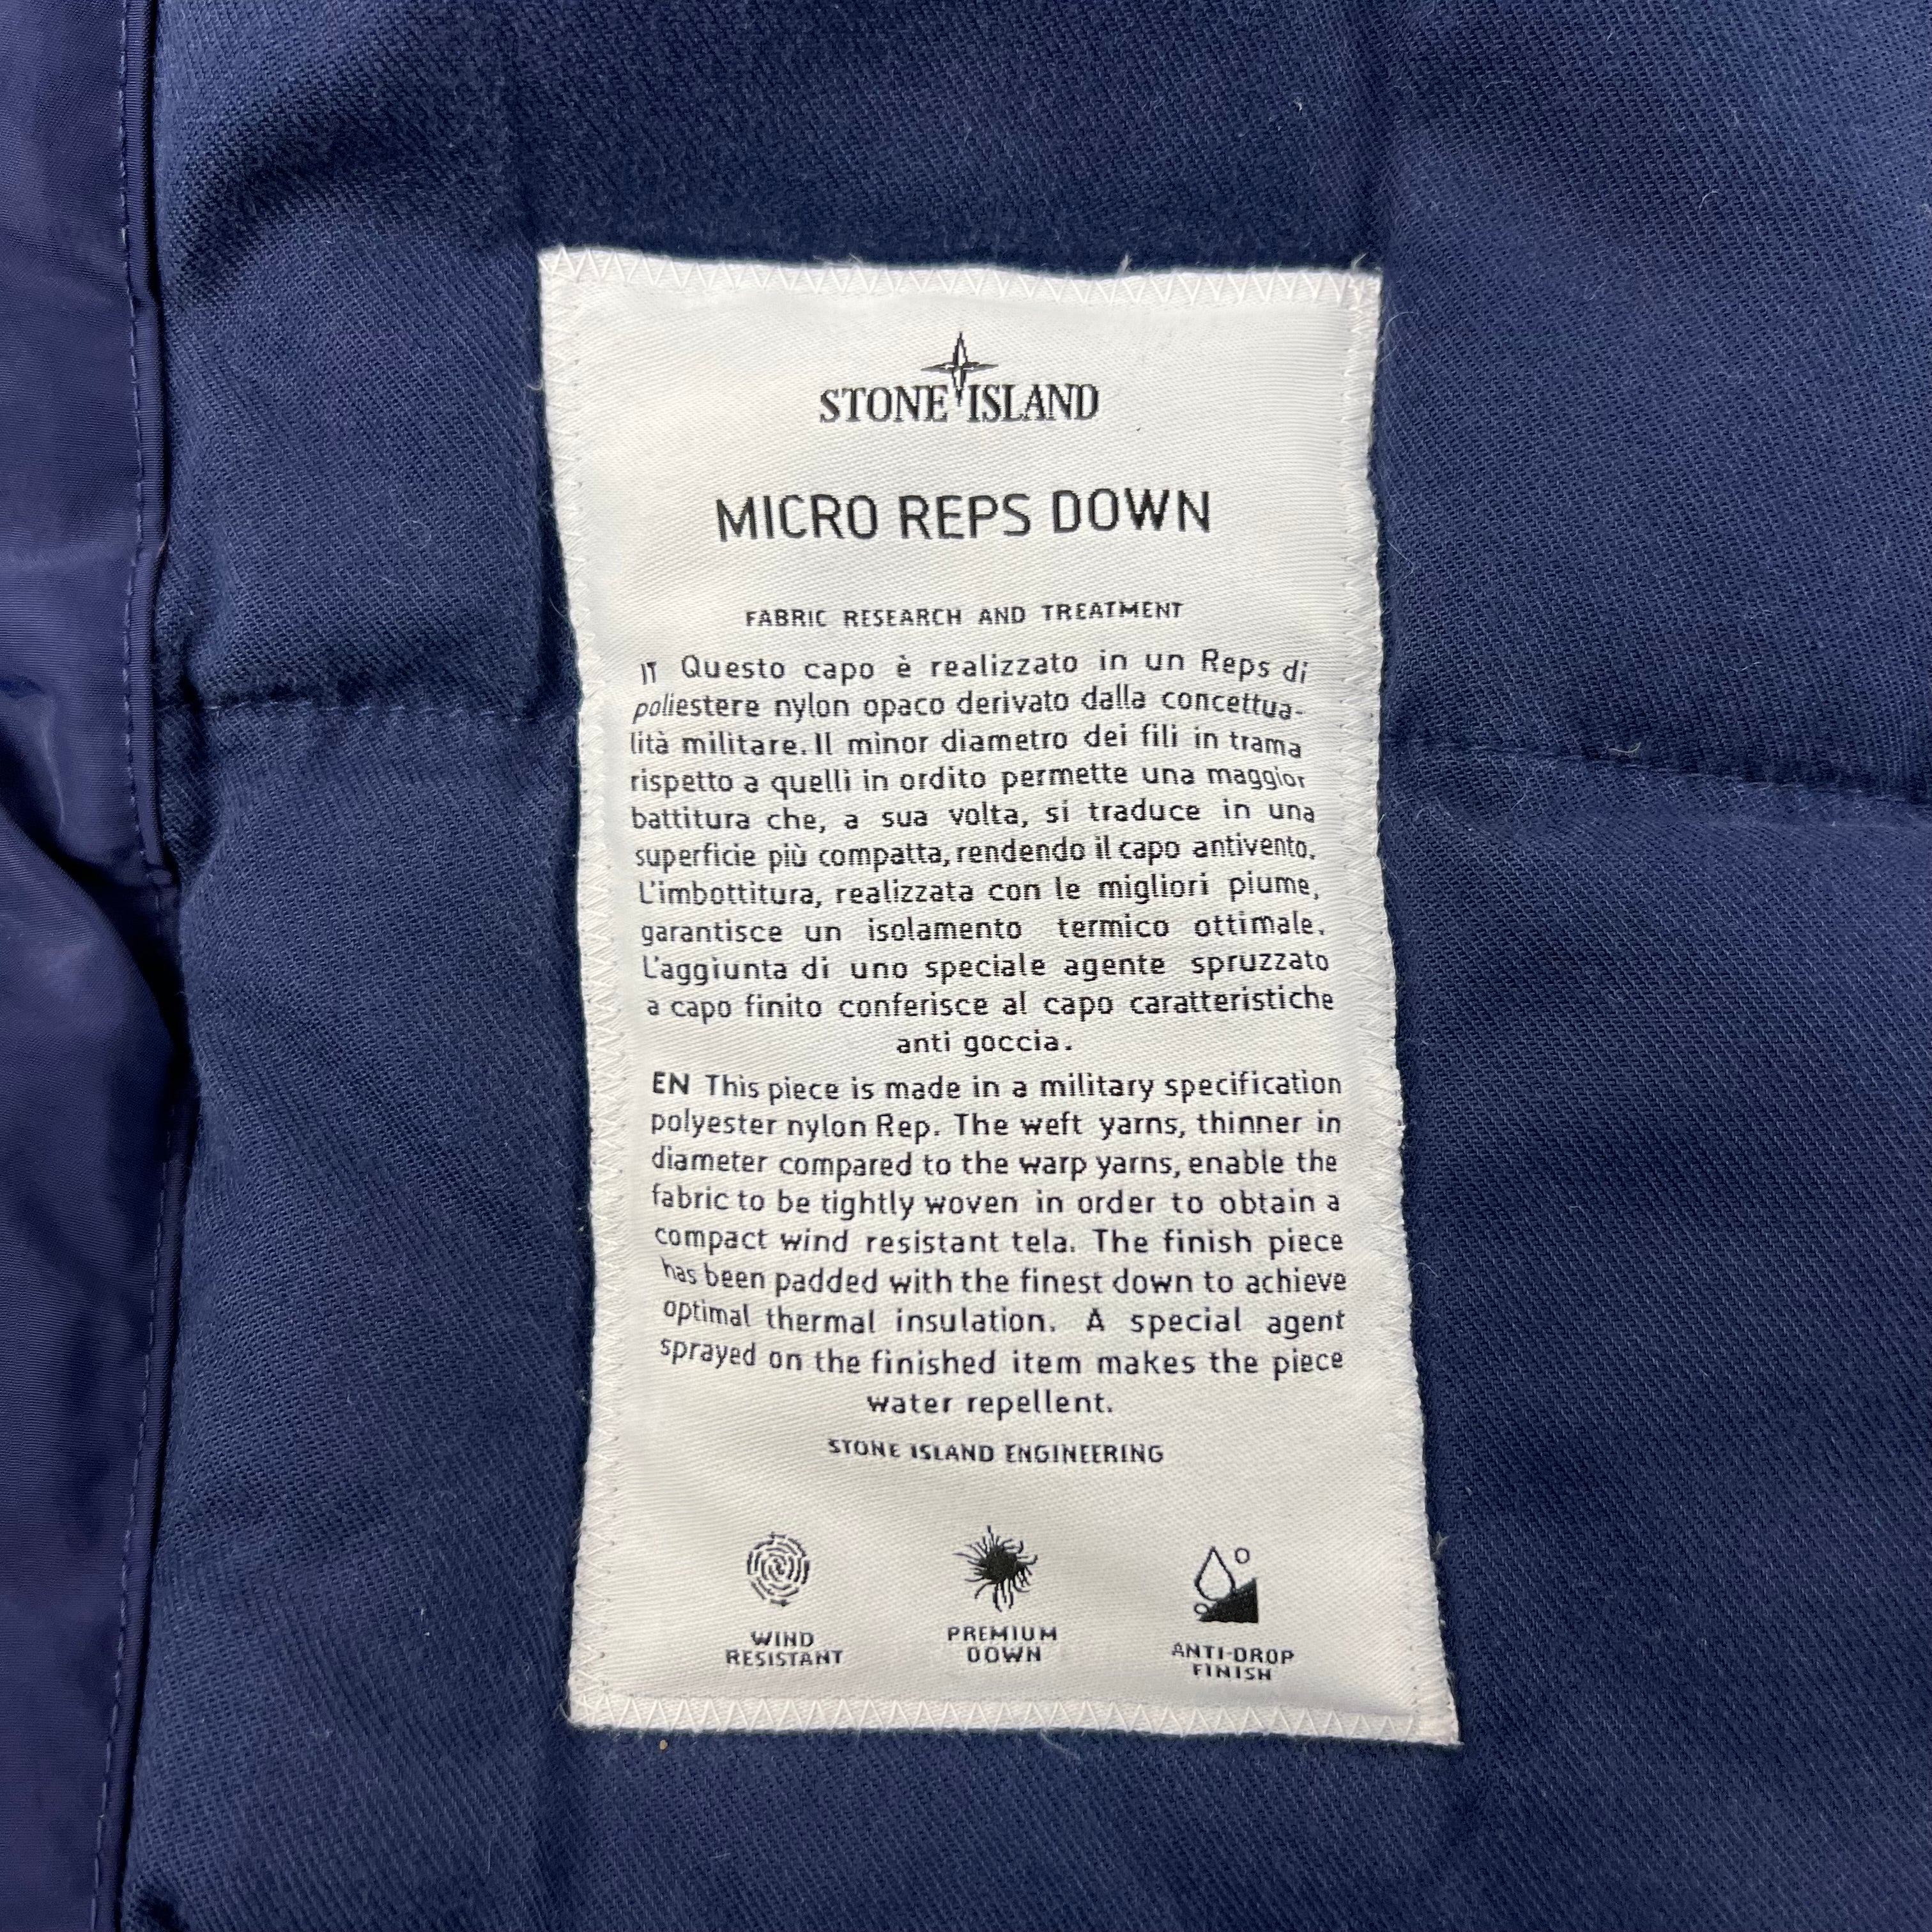 STONE ISLAND
MICRO REPS DOWN
FABRIC RESEARCH AND TREATMENT
IT Questo capo è realizzato in un Reps di
poliestere nylon opaco derivato dalla concettua-
lità militare. Il minor diametro dei fili in trama
rispetto a quelli in ordito permette una maggior
battitura che, a sua volta, si traduce in una
superficie più compatta, rendendo il capo antivento.
L'imbottitura, realizzata con le migliori piume,
garantisce un isolamento termico ottimale.
L'aggiunta di uno speciale agente spruzzato
a capo finito conferisce al capo caratteristiche
anti goccia.
EN This piece is made in a military specification
polyester nylon Rep. The weft yarns, thinner in
diameter compared to the warp yarns, enable the
fabric to be tightly woven in order to obtain a
compact wind resistant tela. The finish piece
has been padded with the finest down to achieve
optimal thermal insulation. A special agent
sprayed on the finished item makes the piece
water repellent.
STONE ISLAND ENGINEERING
WIND
RESISTANT
PREMIUM
DOWN
ANTI-DROP
FINISH